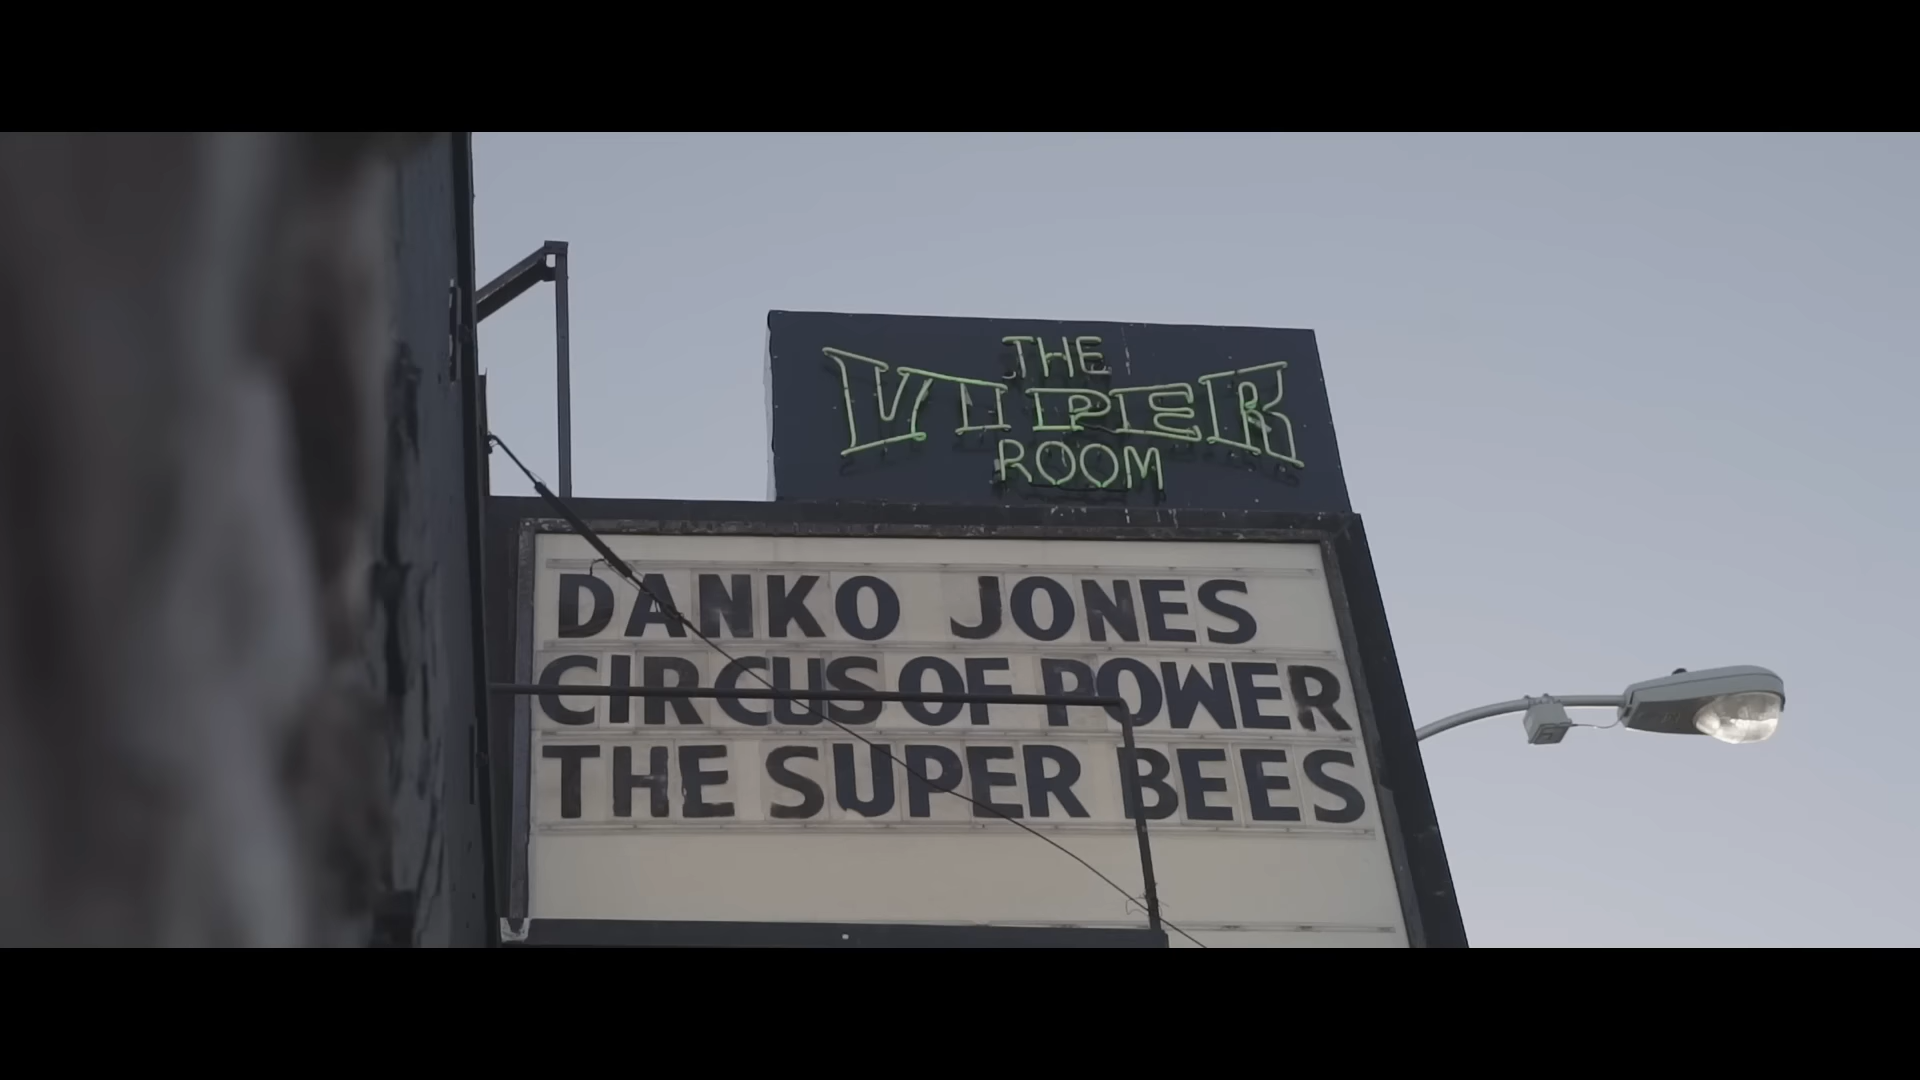 THE
VIPER
ROOM
DANKO JONES
CIRCUS OF POWER
THE SUPER BEES